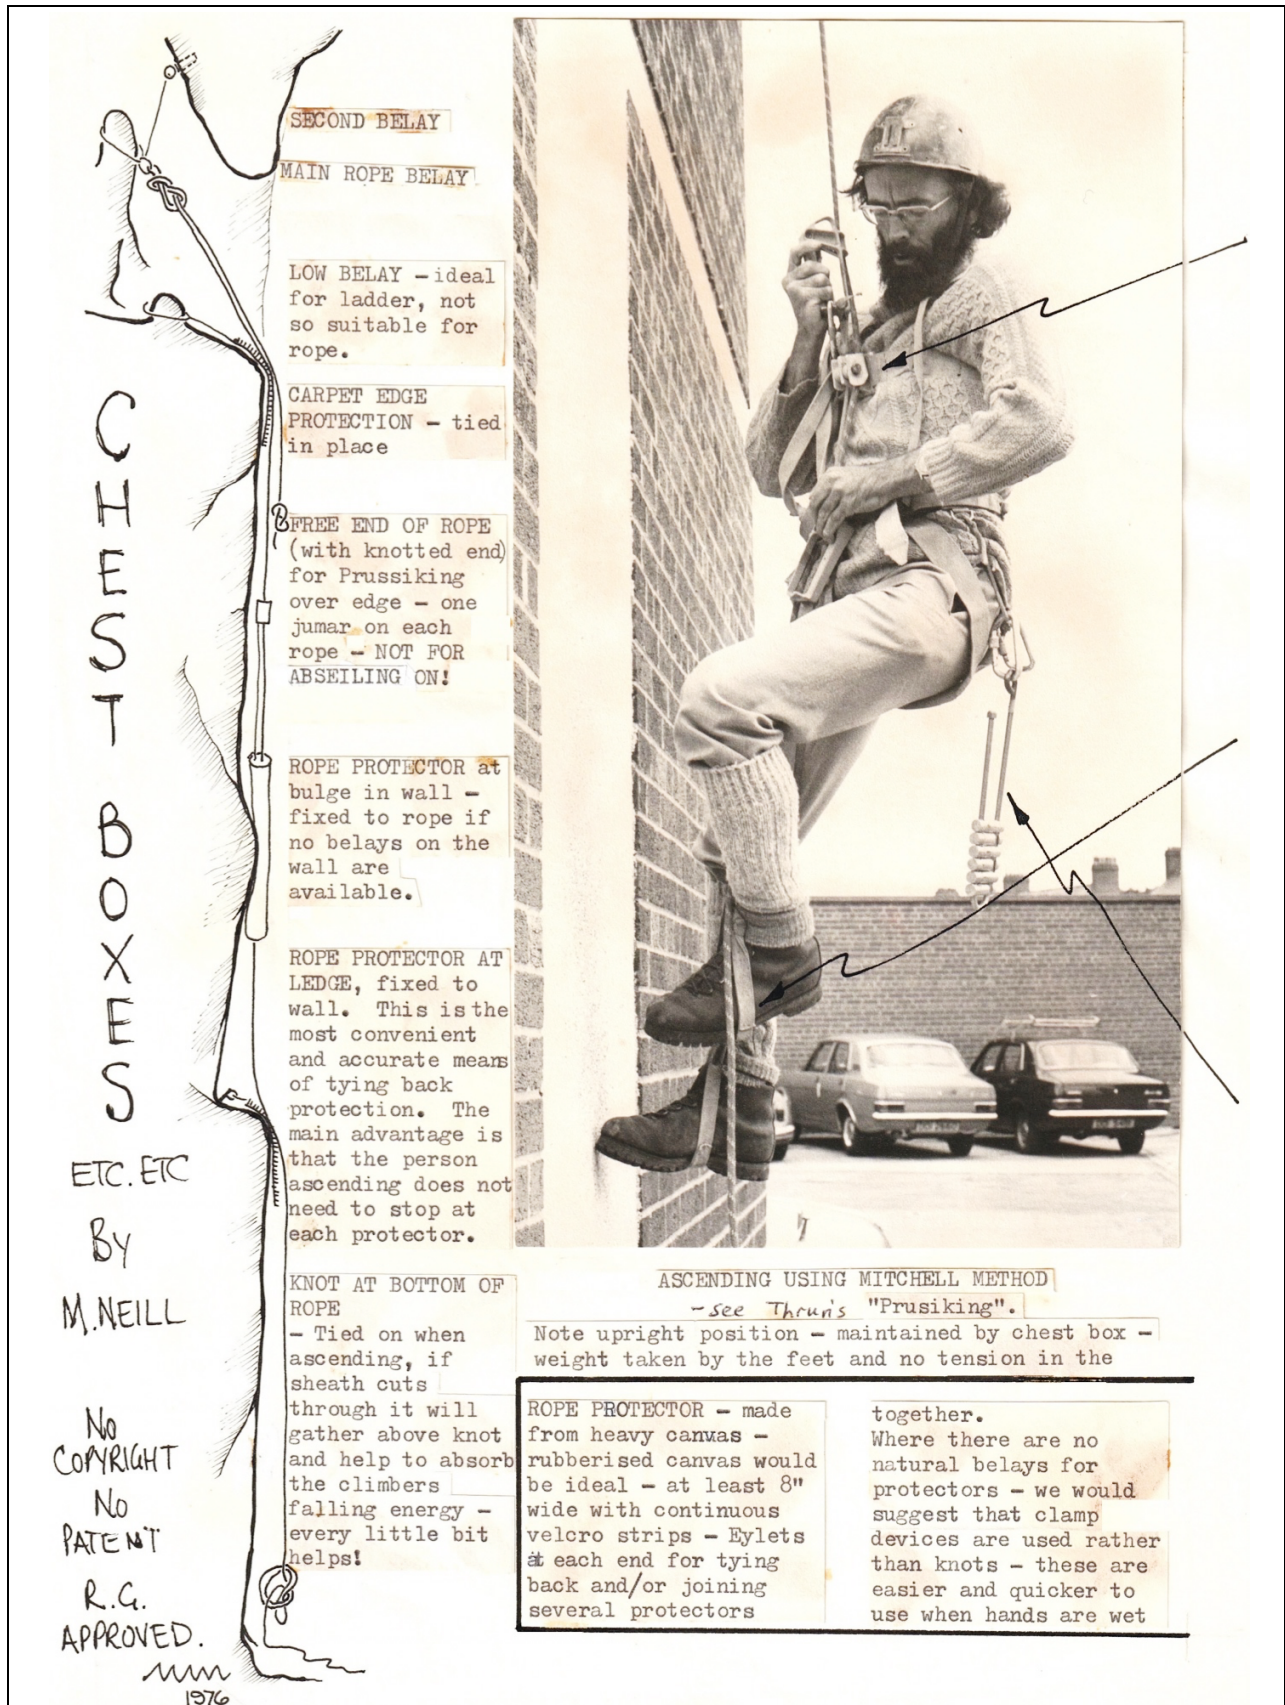 SECOND BELAY
MAIN ROPE BELAY
LOW BELAY - ideal
for ladder, not
so suitable for
rope.
CARPET EDGE
PROTECTION - tied
in place
FREE END OF ROPE
(with knotted end)
for Prussiking
over edge - one
jumar on each
rope - NOT FOR
ABSEILING ON!
ROPE PROTECTOR at
bulge in wall -
fixed to rope if
no belays on the
wall are
available.
ROPE PROTECTOR AT
LEDGE, fixed to
wall. This is the
most convenient
and accurate means
of tying back
protection. The
main advantage is
that the person
ascending does not
need to stop at
each protector.
KNOT AT BOTTOM OF
ROPE
- Tied on when
ascending, if
sheath cuts
through it will
gather above knot
and help to absorb
the climbers
falling energy -
every little bit
helps!
CHEST BOXES
ETC. ETC
By
M.NEILL
No
COPYRIGHT
No
PATENT
R.G.
APPROVED.
1976
ASCENDING USING MITCHELL METHOD
- see Thrun's "Prusiking".
Note upright position - maintained by chest box -
weight taken by the feet and no tension in the
ROPE PROTECTOR - made
from heavy canvas -
rubberised canvas would
be ideal - at least 8"
wide with continuous
velcro strips - Eylets
at each end for tying
back and/or joining
several protectors
together.
Where there are no
natural belays for
protectors - we would
suggest that clamp
devices are used rather
than knots - these are
easier and quicker to
use when hands are wet